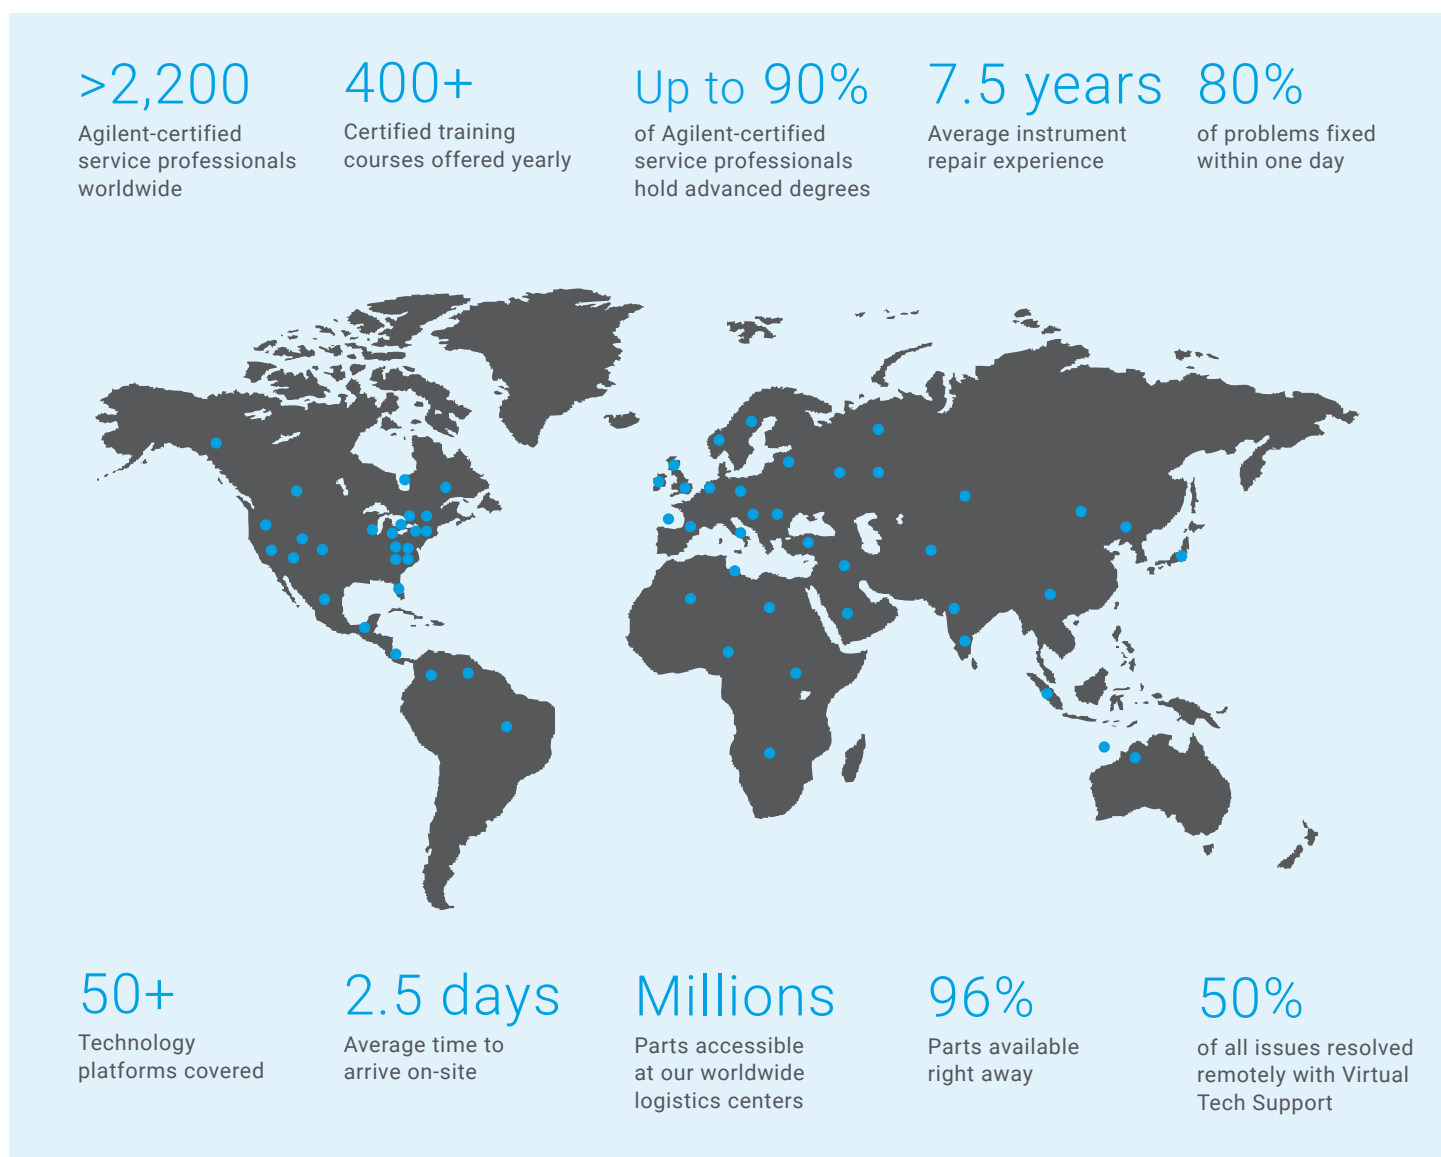 >2,200
Agilent-certified
service professionals
worldwide
400+
Certified training
courses offered yearly
Up to 90%
of Agilent-certified
service professionals
hold advanced degrees
7.5 years
Average instrument
repair experience
80%
of problems fixed
within one day
50+
Technology
platforms covered
2.5 days
Average time to
arrive on-site
Millions
Parts accessible
at our worldwide
logistics centers
96%
Parts available
right away
50%
of all issues resolved
remotely with Virtual
Tech Support